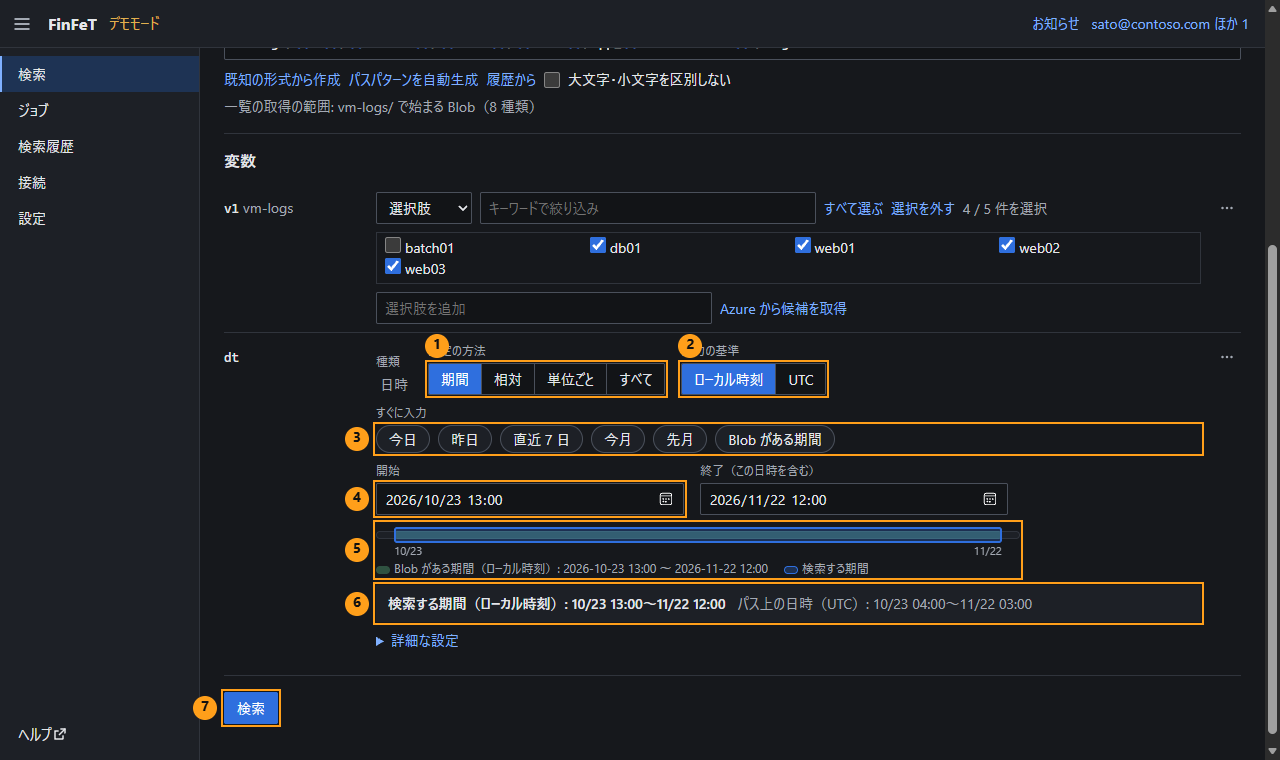 FinFeT デモモード
お知らせ sato@contoso.com ほか 1
検索
ジョブ
検索履歴
接続
設定
ヘルプ
既知の形式から作成 パスパターンを自動生成 履歴から 大文字・小文字を区別しない
一覧の取得の範囲: vm-logs/ で始まる Blob（8 種類）
変数
v1 vm-logs
選択肢 キーワードで絞り込み すべて選ぶ 選択を外す 4 / 5 件を選択 ...
batch01 db01 web01 web02
web03
選択肢を追加 Azure から候補を取得
dt
種類 の方法 の基準 ...
日時 期間 相対 単位ごと すべて ローカル時刻 UTC
1 2
すぐに入力
3 今日 昨日 直近 7 日 今月 先月 Blob がある期間
開始 終了（この日時を含む）
4 2026/10/23 13:00 2026/11/22 12:00
5
10/23 11/22
Blob がある期間（ローカル時刻）: 2026-10-23 13:00 ～ 2026-11-22 12:00 検索する期間
6 検索する期間（ローカル時刻）: 10/23 13:00～11/22 12:00 パス上の日時（UTC）: 10/23 04:00～11/22 03:00
詳細な設定
7 検索